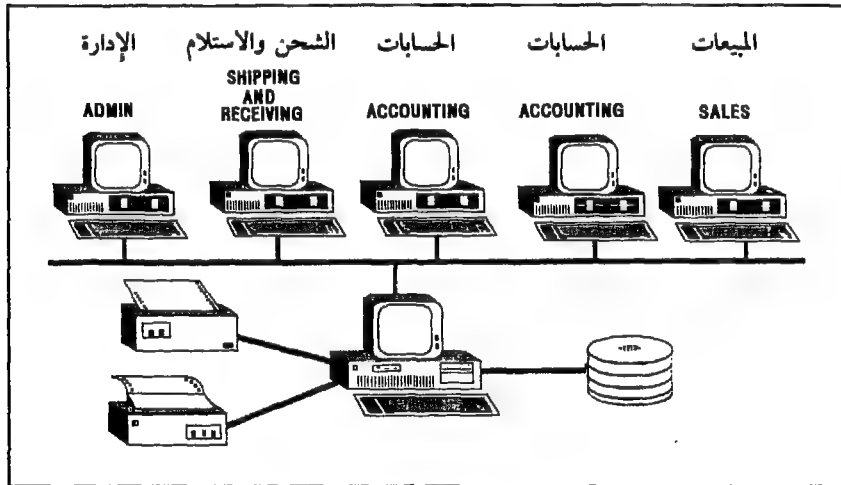 الإدارة
الشحن والاستلام
الحسابات
الحسابات
المبيعات
ADMIN
SHIPPING
AND
RECEIVING
ACCOUNTING
ACCOUNTING
SALES